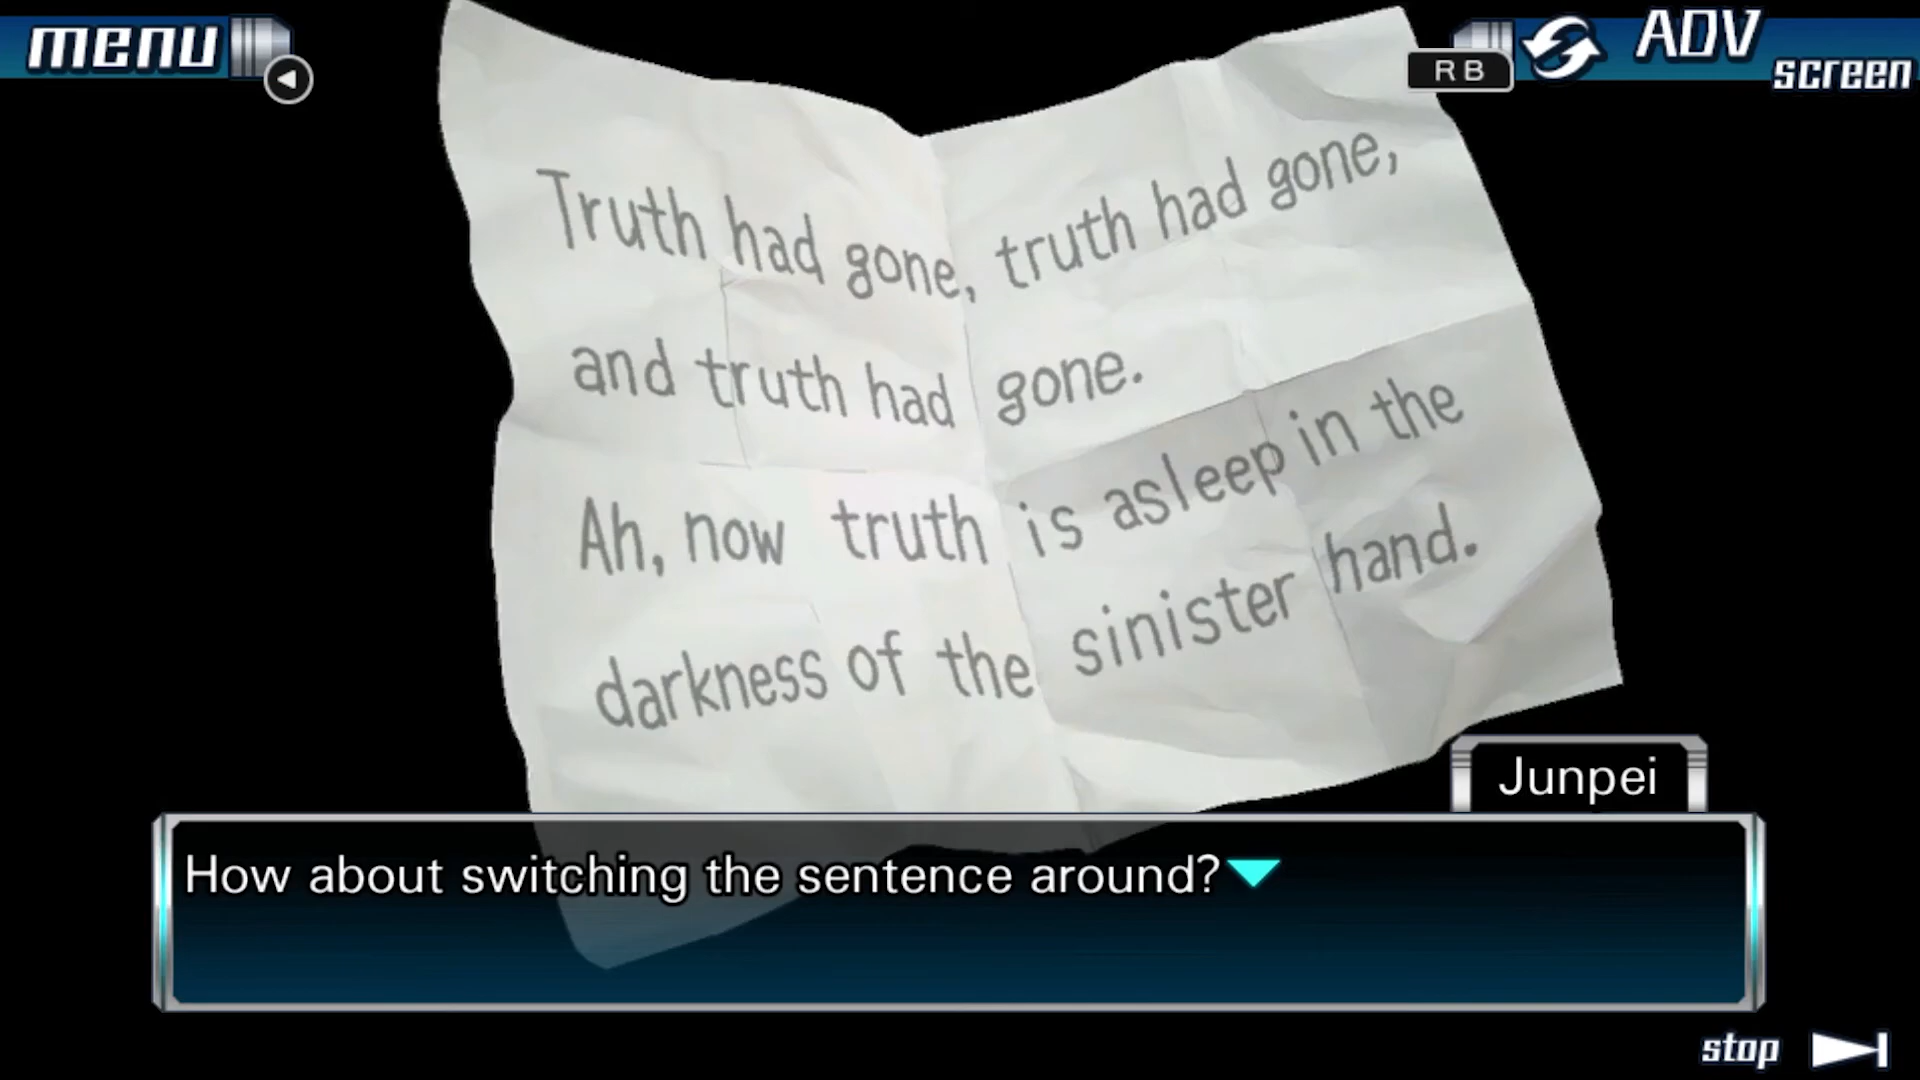 menu
RB
ADV
screen
Truth had gone, truth had gone,
and truth had gone.
Ah, now truth is asleep in the
darkness of the sinister hand.
Junpei
How about switching the sentence around?
stop